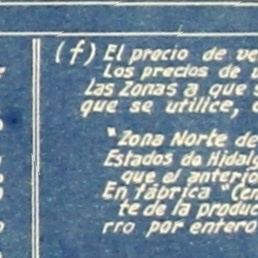 (f) El precio de ve
Los precios de
Las Zonas a que s
que se utilice,
"Zona Norte de
Estados de Hidalg
que el anterio
En fábrica "Cen
te de la produc
rro por entero